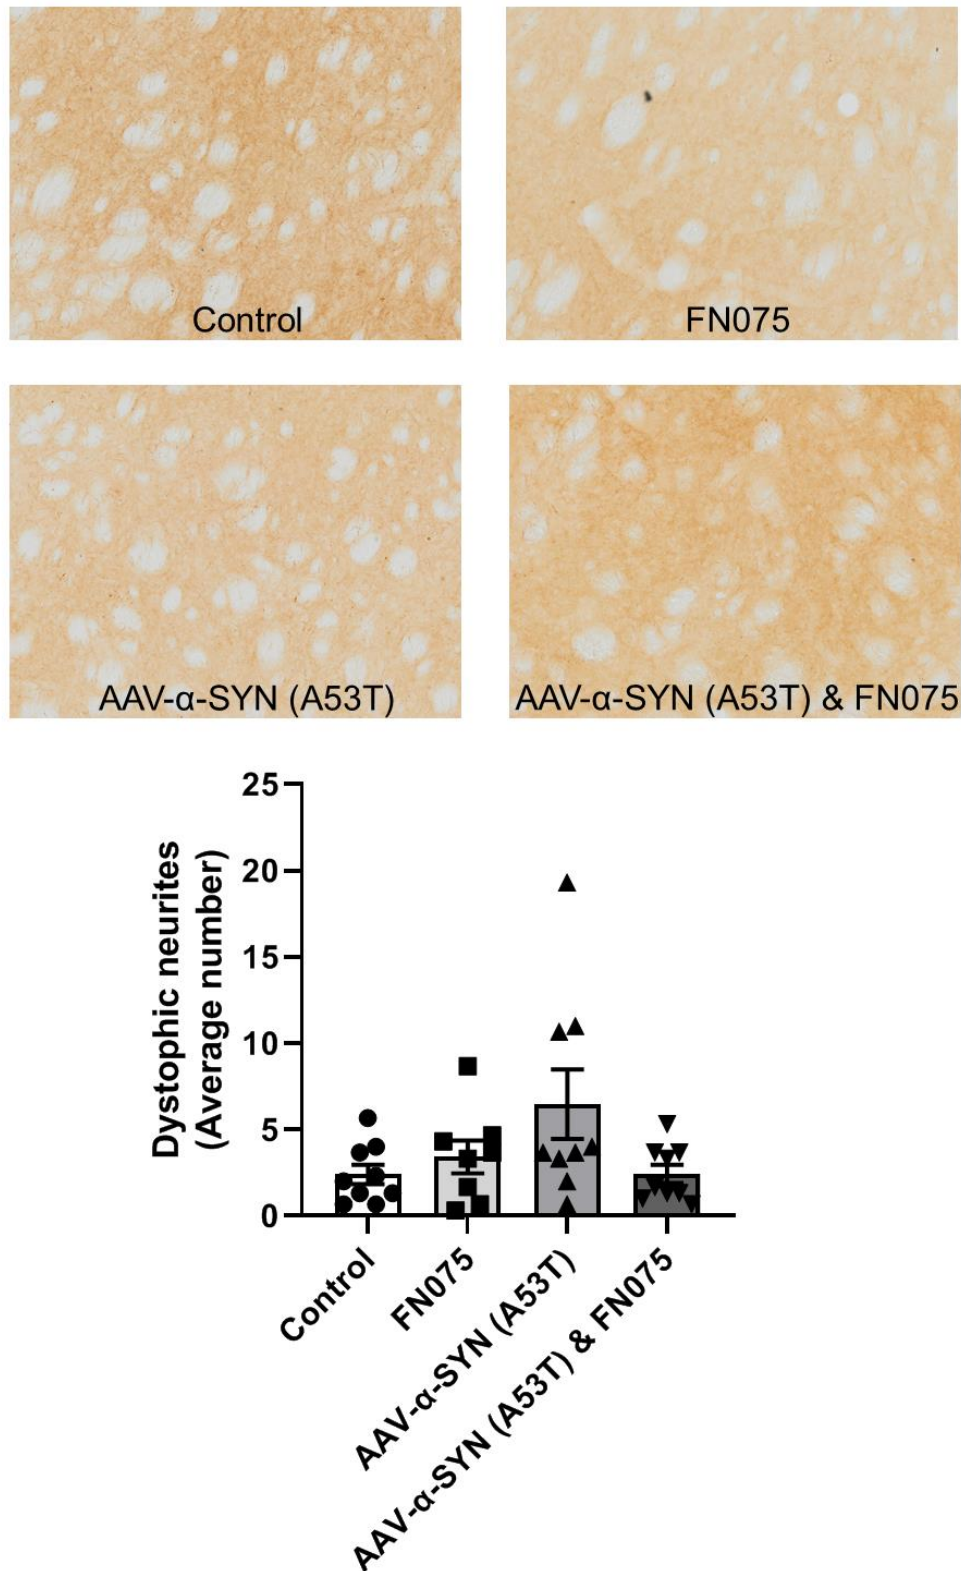 Control
FN075
AAV-α-SYN (A53T)
AAV-α-SYN (A53T) & FN075
Dystophic neurites
(Average number)
25
20
15
10
5
0
Control
FN075
AAV-α-SYN (A53T)
AAV-α-SYN (A53T) & FN075